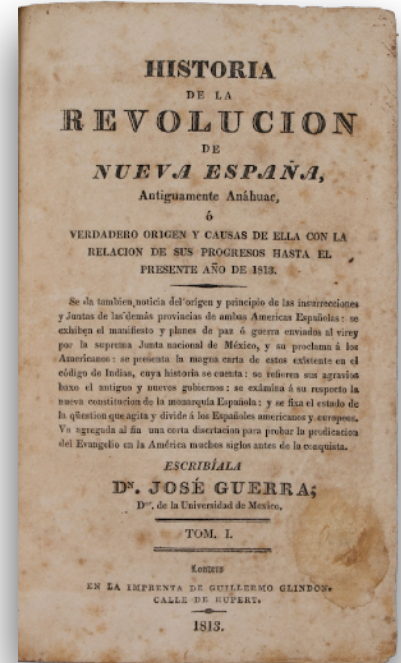 HISTORIA
DE LA
REVOLUCION
DE
NUEVA ESPAÑA,
Antiguamente Anáhuac,
ó
VERDADERO ORIGEN Y CAUSAS DE ELLA CON LA
RELACION DE SUS PROGRESOS HASTA EL
PRESENTE AÑO DE 1813.
Se da tambien noticia del origen y principio de las insurrecciones
y Juntas de las demás provincias de ambas Americas Españolas: se
exhiben el manifiesto y planes de paz ó guerra enviados al virey
por la suprema Junta nacional de México, y su proclama á los
Americanos: se presenta la magna carta de estos existente en el
código de Indias, cuya historia se cuenta: se refieren sus agravios
baxo el antiguo y nuevos gobiernos: se exâmina á su respecto la
nueva constitucion de la monarquía Española: y se fixa el estado de
la qüestion que agita y divide á los Españoles americanos y europeos.
Va agregada al fin una corta disertacion para probar la predicacion
del Evangelio en la América muchos siglos antes de la conquista.
ESCRIBÍALA
Dⁿ. JOSÉ GUERRA;
Dᵒʳ. de la Universidad de Mexico.
TOM. I.
Londres
EN LA IMPRENTA DE GUILLERMO GLINDON.
CALLE DE RUPERT.
1813.